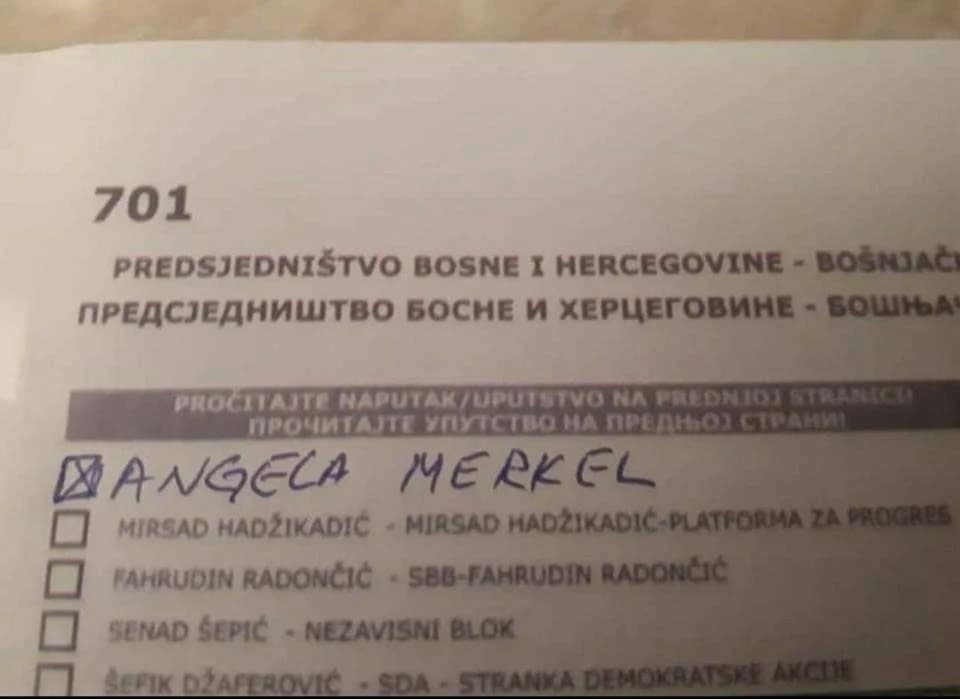 701
PREDSJEDNIŠTVO BOSNE I HERCEGOVINE - BOŠNJAČ
ПРЕДСЈЕДНИШТВО БОСНЕ И ХЕРЦЕГОВИНЕ - БОШЊАЧ
PROČITAJTE NAPUTAK/UPUTSTVO NA PREDNJOJ STRANICI!
ПРОЧИТАЈТЕ УПУТСТВО НА ПРЕДЊОЈ СТРАНИ!
ANGELA MERKEL
MIRSAD HADŽIKADIĆ - MIRSAD HADŽIKADIĆ-PLATFORMA ZA PROGRES
FAHRUDIN RADONČIĆ - SBB-FAHRUDIN RADONČIĆ
SENAD ŠEPIĆ - NEZAVISNI BLOK
ŠEFIK DŽAFEROVIĆ - SDA - STRANKA DEMOKRATSKE AKCIJE